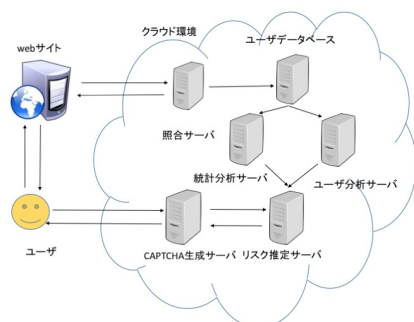 クラウド環境
ユーザデータベース
webサイト
照合サーバ
統計分析サーバ
ユーザ分析サーバ
ユーザ
CAPTCHA生成サーバ
リスク推定サーバ